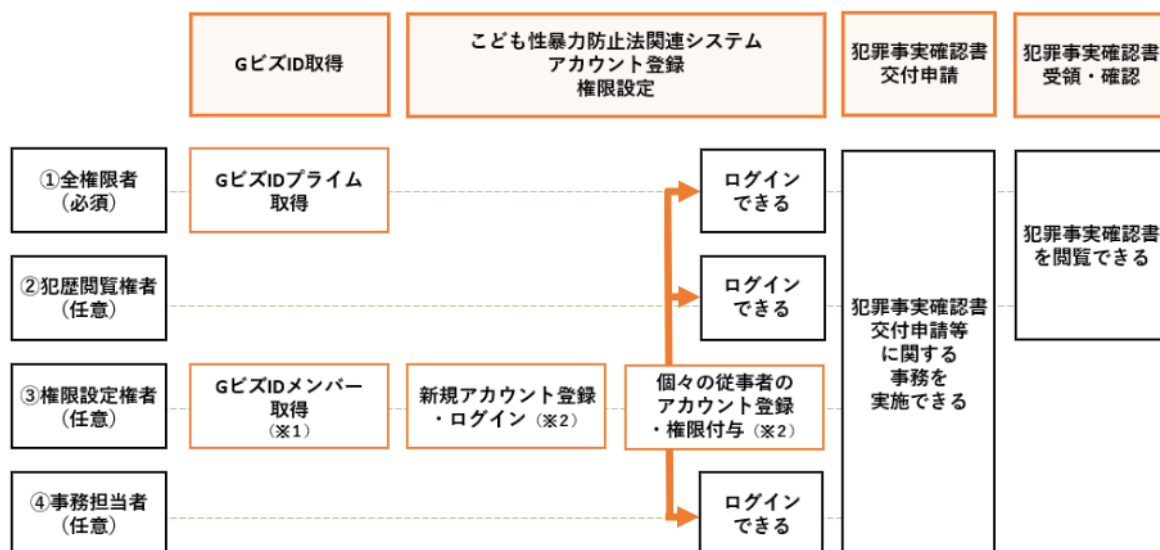 GビズID取得
こども性暴力防止法関連システム
アカウント登録
権限設定
犯罪事実確認書
交付申請
犯罪事実確認書
受領・確認
①全権限者
（必須）
GビズIDプライム
取得
ログイン
できる
②犯歴閲覧権者
（任意）
ログイン
できる
③権限設定権者
（任意）
GビズIDメンバー
取得
（※1）
新規アカウント登録
・ログイン（※2）
個々の従事者の
アカウント登録
・権限付与（※2）
④事務担当者
（任意）
ログイン
できる
犯罪事実確認書
交付申請等
に関する
事務を
実施できる
犯罪事実確認書
を閲覧できる